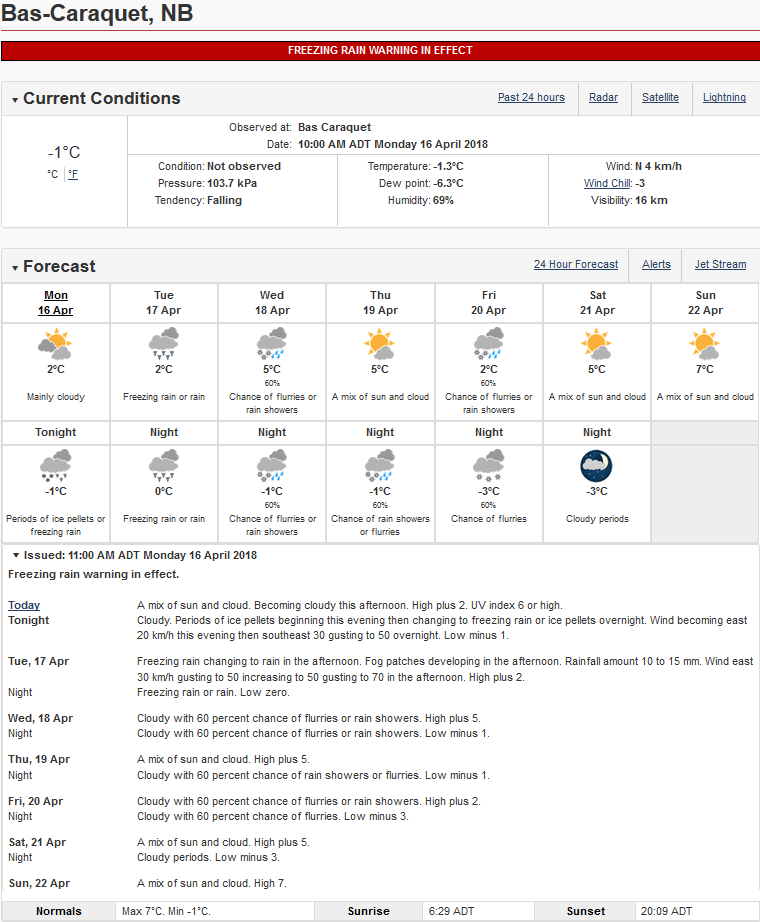 Bas-Caraquet, NB
FREEZING RAIN WARNING IN EFFECT
▾ Current Conditions
Past 24 hours
Radar
Satellite
Lightning
-1°C
°C °F
Observed at: Bas Caraquet
Date: 10:00 AM ADT Monday 16 April 2018
Condition: Not observed
Pressure: 103.7 kPa
Tendency: Falling
Temperature: -1.3°C
Dew point: -6.3°C
Humidity: 69%
Wind: N 4 km/h
Wind Chill: -3
Visibility: 16 km
▾ Forecast
24 Hour Forecast
Alerts
Jet Stream
Mon Tue Wed Thu Fri Sat Sun
16 Apr 17 Apr 18 Apr 19 Apr 20 Apr 21 Apr 22 Apr
2°C 2°C 5°C 5°C 2°C 5°C 7°C
60% 60%
Mainly cloudy Freezing rain or rain Chance of flurries or A mix of sun and cloud Chance of flurries or A mix of sun and cloud A mix of sun and cloud
rain showers rain showers
Tonight Night Night Night Night Night
-1°C 0°C -1°C -1°C -3°C -3°C
60% 60% 60%
Periods of ice pellets or Freezing rain or rain Chance of flurries or Chance of rain showers Chance of flurries Cloudy periods
freezing rain rain showers or flurries
▾ Issued: 11:00 AM ADT Monday 16 April 2018
Freezing rain warning in effect.
Today A mix of sun and cloud. Becoming cloudy this afternoon. High plus 2. UV index 6 or high.
Tonight Cloudy. Periods of ice pellets beginning this evening then changing to freezing rain or ice pellets overnight. Wind becoming east
20 km/h this evening then southeast 30 gusting to 50 overnight. Low minus 1.
Tue, 17 Apr Freezing rain changing to rain in the afternoon. Fog patches developing in the afternoon. Rainfall amount 10 to 15 mm. Wind east
30 km/h gusting to 50 increasing to 50 gusting to 70 in the afternoon. High plus 2.
Night Freezing rain or rain. Low zero.
Wed, 18 Apr Cloudy with 60 percent chance of flurries or rain showers. High plus 5.
Night Cloudy with 60 percent chance of flurries or rain showers. Low minus 1.
Thu, 19 Apr A mix of sun and cloud. High plus 5.
Night Cloudy with 60 percent chance of rain showers or flurries. Low minus 1.
Fri, 20 Apr Cloudy with 60 percent chance of flurries or rain showers. High plus 2.
Night Cloudy with 60 percent chance of flurries. Low minus 3.
Sat, 21 Apr A mix of sun and cloud. High plus 5.
Night Cloudy periods. Low minus 3.
Sun, 22 Apr A mix of sun and cloud. High 7.
Normals Max 7°C. Min -1°C. Sunrise 6:29 ADT Sunset 20:09 ADT